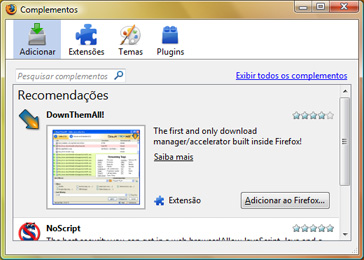 Complementos
Adicionar Extensões Temas Plugins
Pesquisar complementos Exibir todos os complementos
Recomendações
DownThemAll!
The first and only download
manager/accelerator built inside Firefox!
Saiba mais
Extensão Adicionar ao Firefox...
NoScript